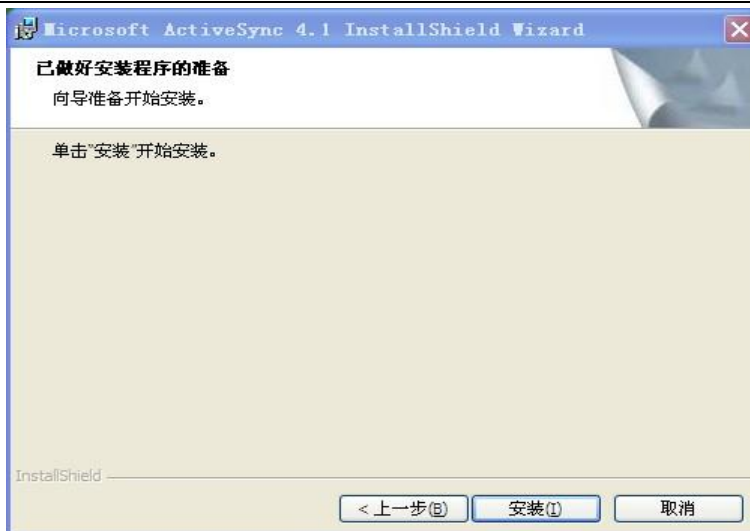 Microsoft ActiveSync 4.1 InstallShield Wizard
已做好安装程序的准备
向导准备开始安装。
单击"安装"开始安装。
InstallShield
< 上一步(B)
安装(I)
取消